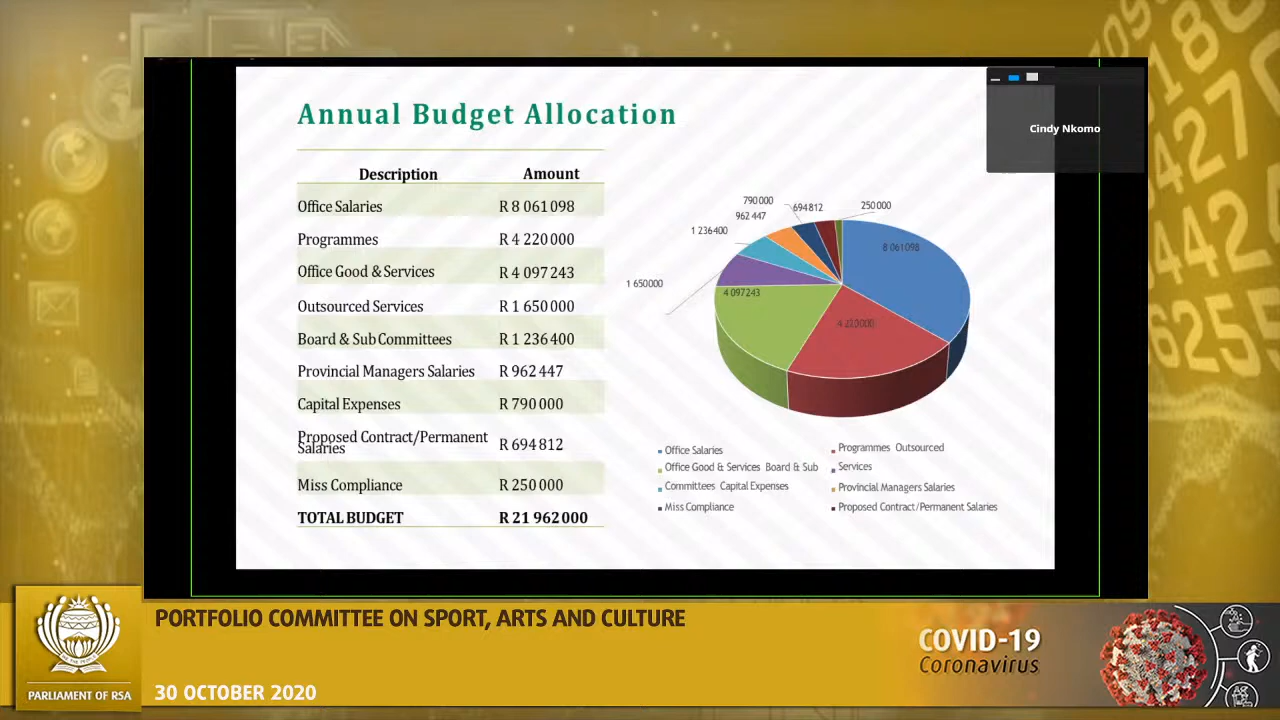 Annual Budget Allocation
Description Amount
Office Salaries R 8 061 098
Programmes R 4 220 000
Office Good & Services R 4 097 243
Outsourced Services R 1 650 000
Board & Sub Committees R 1 236 400
Provincial Managers Salaries R 962 447
Capital Expenses R 790 000
Proposed Contract/Permanent
Salaries R 694 812
Miss Compliance R 250 000
TOTAL BUDGET R 21 962 000
790 000
694 812
250 000
962 447
1 236 400
8 061 098
1 650 000
4 097 243
4 220 000
Office Salaries
Programmes Outsourced
Office Good & Services Board & Sub
Services
Committees Capital Expenses
Provincial Managers Salaries
Miss Compliance
Proposed Contract/Permanent Salaries
Cindy Nkomo
PORTFOLIO COMMITTEE ON SPORT, ARTS AND CULTURE
30 OCTOBER 2020
PARLIAMENT OF RSA
COVID-19
Coronavirus